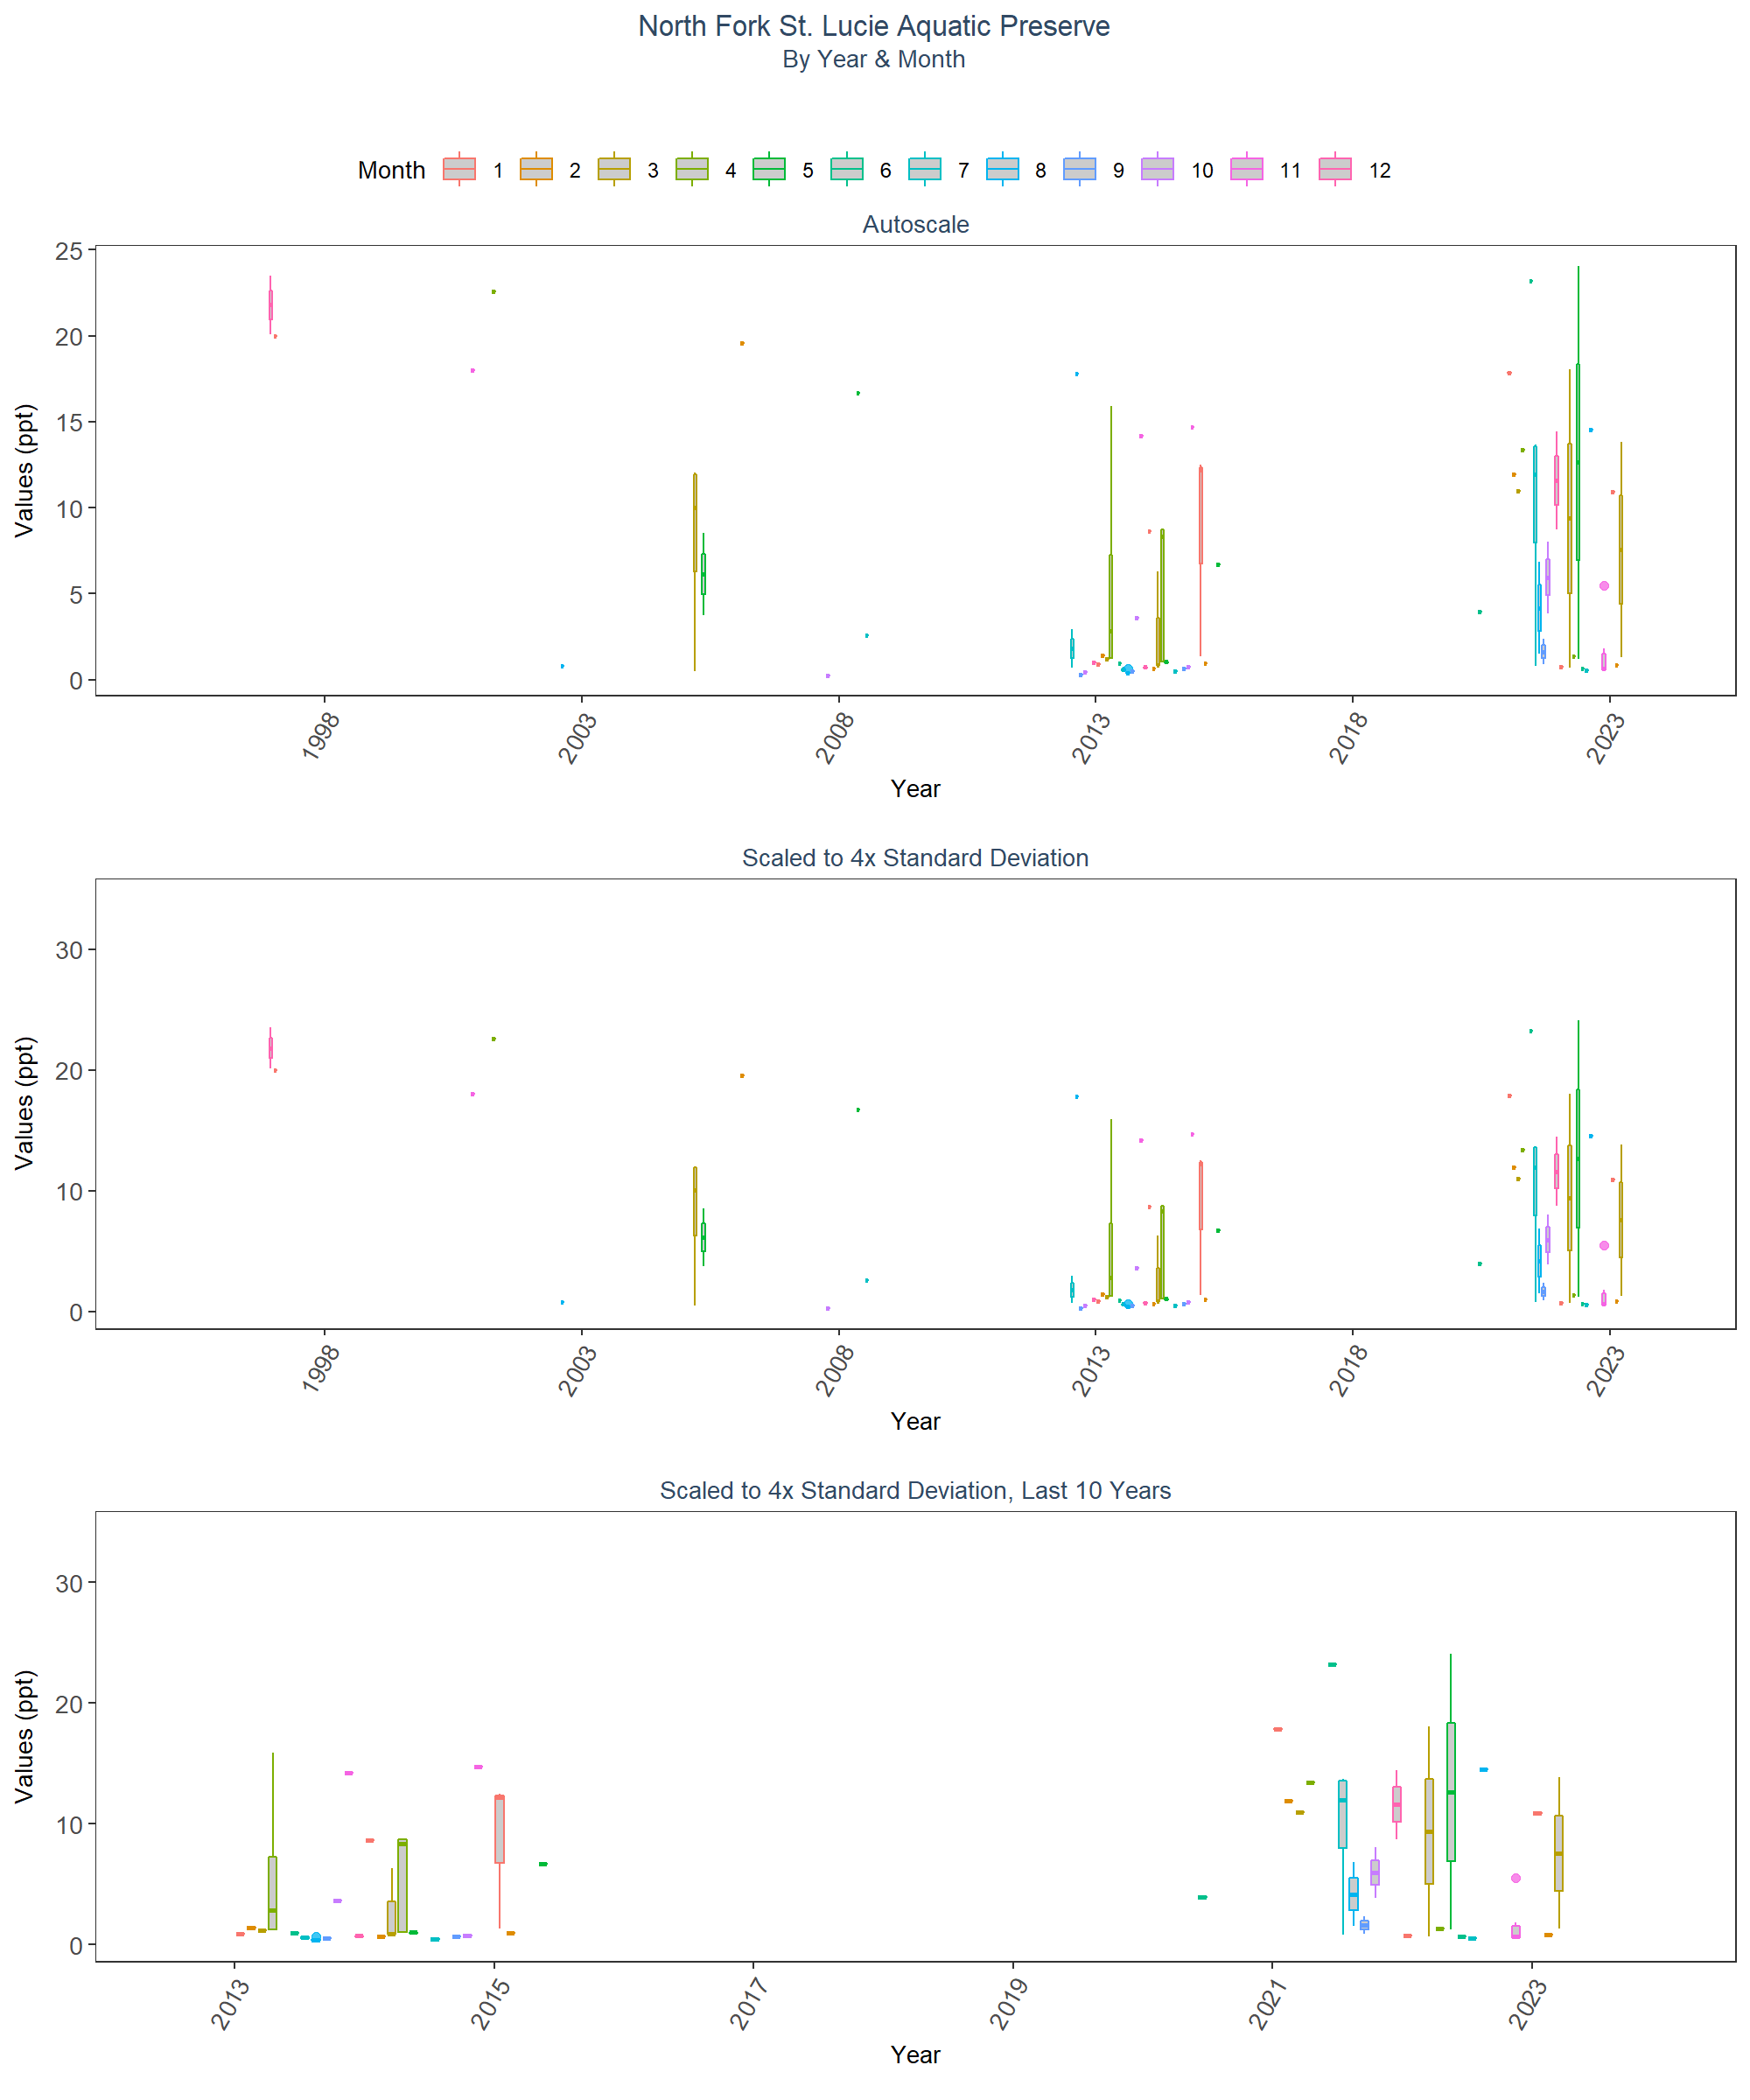 North Fork St. Lucie Aquatic Preserve
By Year & Month
Month 1 2 3 4 5 6 7 8 9 10 11 12
Autoscale
Values (ppt)
25
20
15
10
5
0
1998 2003 2008 2013 2018 2023
Year
Scaled to 4x Standard Deviation
Values (ppt)
30
20
10
0
1998 2003 2008 2013 2018 2023
Year
Scaled to 4x Standard Deviation, Last 10 Years
Values (ppt)
30
20
10
0
2013 2015 2017 2019 2021 2023
Year